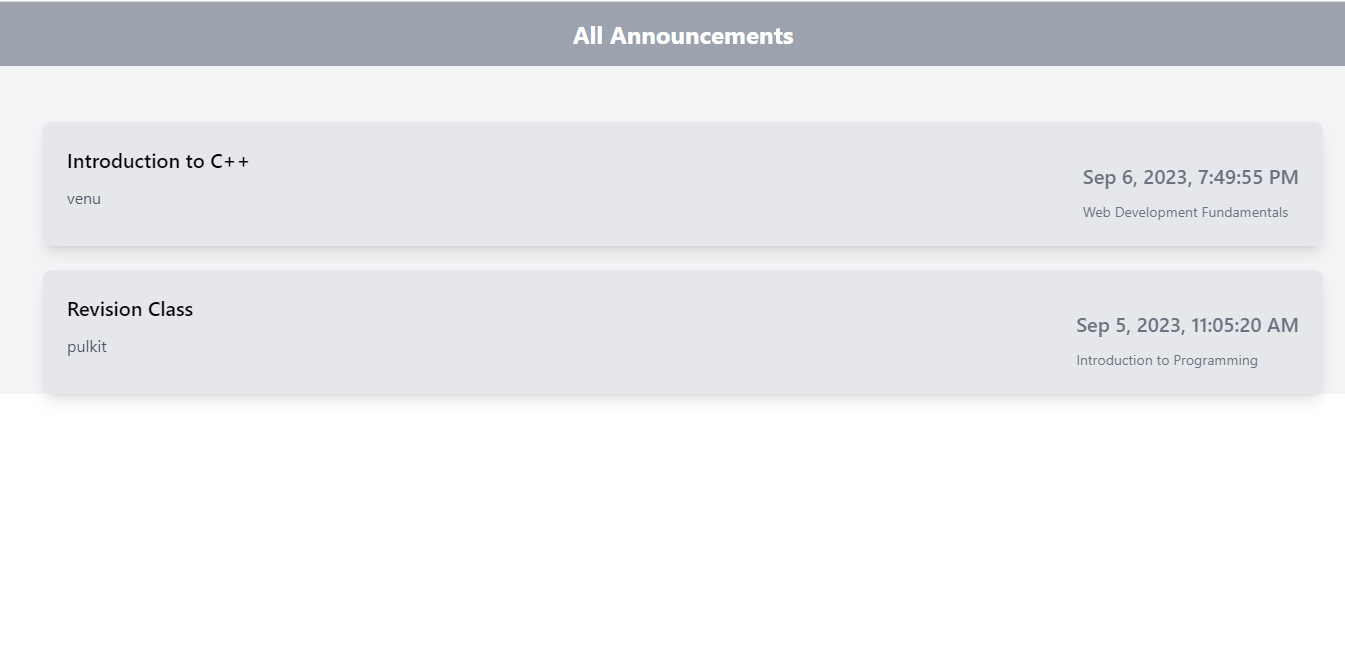 All Announcements
Introduction to C++
venu
Sep 6, 2023, 7:49:55 PM
Web Development Fundamentals
Revision Class
pulkit
Sep 5, 2023, 11:05:20 AM
Introduction to Programming